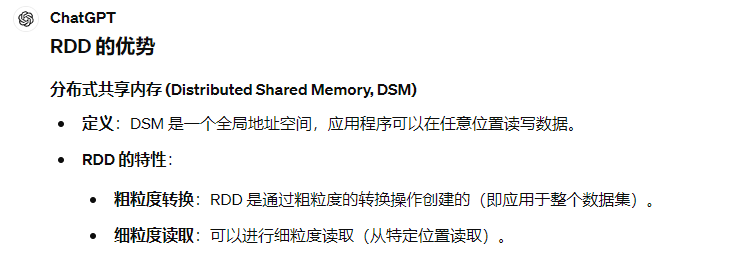 ChatGPT
RDD 的优势
分布式共享内存 (Distributed Shared Memory, DSM)
定义：DSM 是一个全局地址空间，应用程序可以在任意位置读写数据。
RDD 的特性：
粗粒度转换：RDD 是通过粗粒度的转换操作创建的（即应用于整个数据集）。
细粒度读取：可以进行细粒度读取（从特定位置读取）。